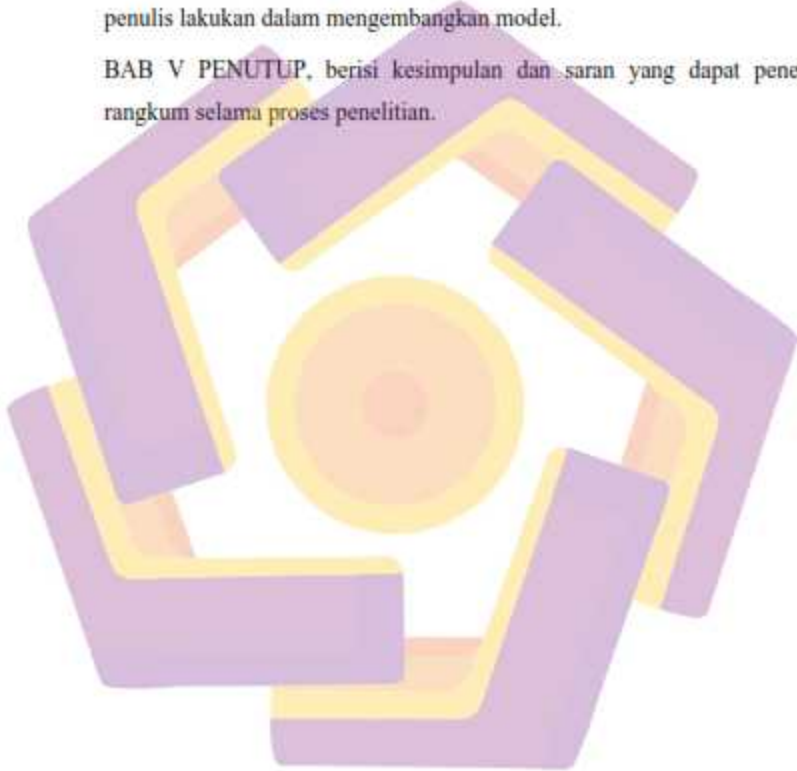 penulis lakukan dalam mengembangkan model.
BAB V PENUTUP, berisi kesimpulan dan saran yang dapat pene
rangkum selama proses penelitian.